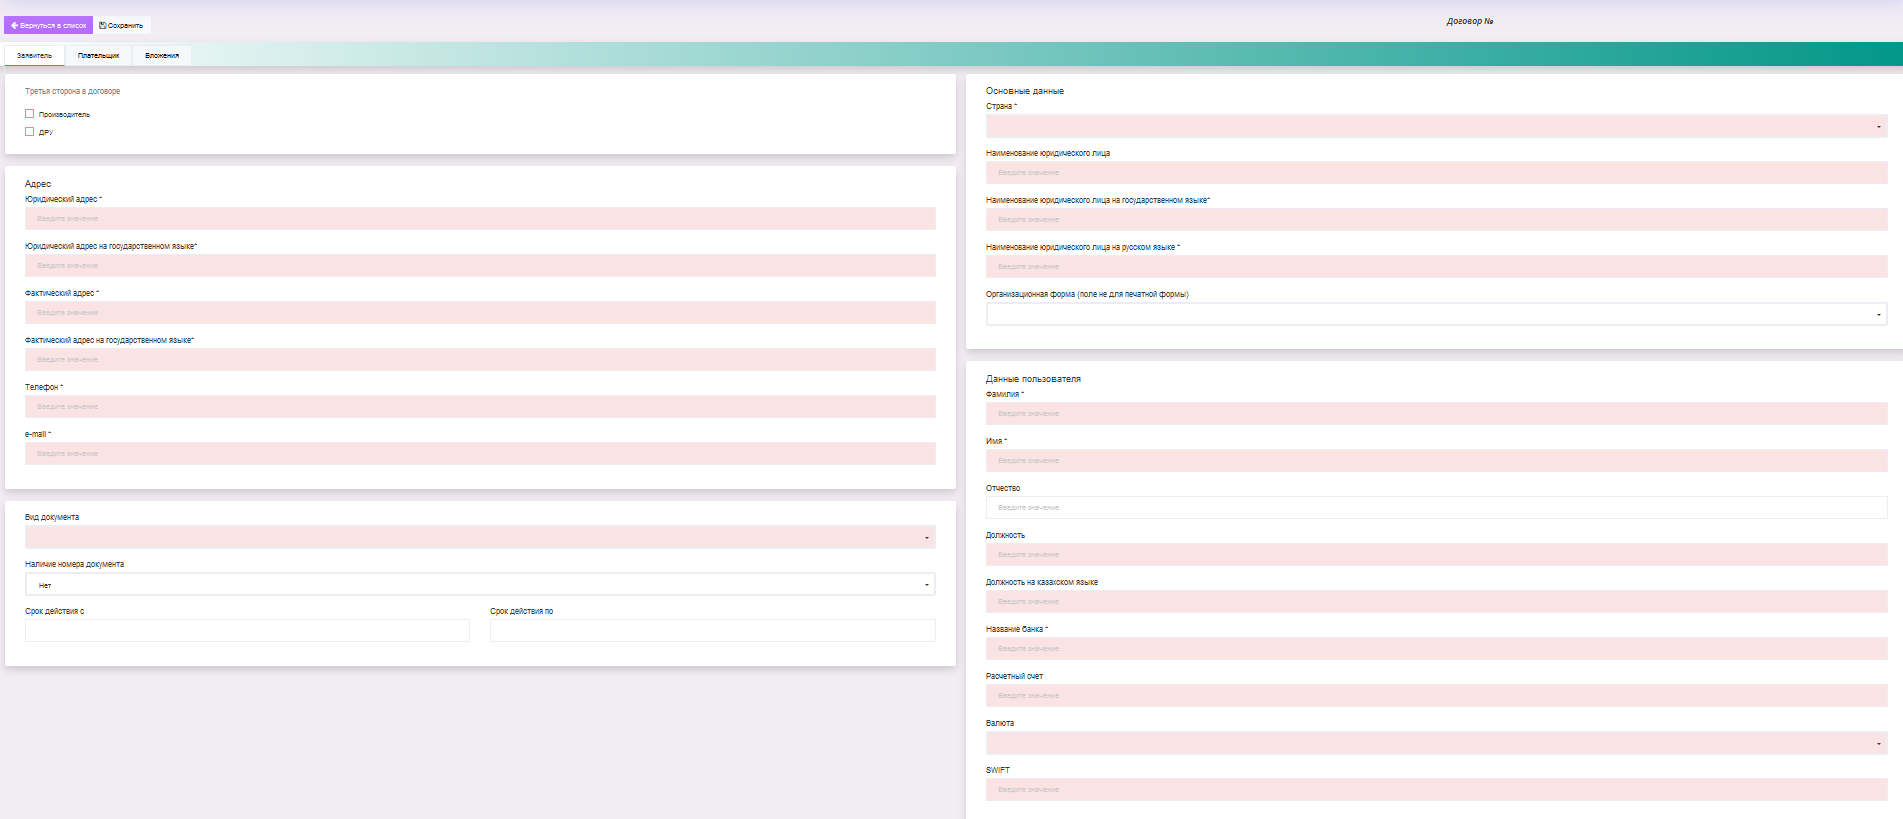 Вернуться в список
Сохранить
Договор №
Заявитель
Плательщик
Вложения
Третья сторона в договоре
Производитель
ДРУ
Адрес
Юридический адрес *
Введите значение
Юридический адрес на государственном языке*
Введите значение
Фактический адрес *
Введите значение
Фактический адрес на государственном языке*
Введите значение
Телефон *
Введите значение
e-mail *
Введите значение
Вид документа
Наличие номера документа
Нет
Срок действия с
Срок действия по
Основные данные
Страна *
Наименование юридического лица
Введите значение
Наименование юридического лица на государственном языке*
Введите значение
Наименование юридического лица на русском языке *
Введите значение
Организационная форма (поле не для печатной формы)
Данные пользователя
Фамилия *
Введите значение
Имя *
Введите значение
Отчество
Введите значение
Должность
Введите значение
Должность на казахском языке
Введите значение
Название банка *
Введите значение
Расчетный счет
Введите значение
Валюта
SWIFT
Введите значение